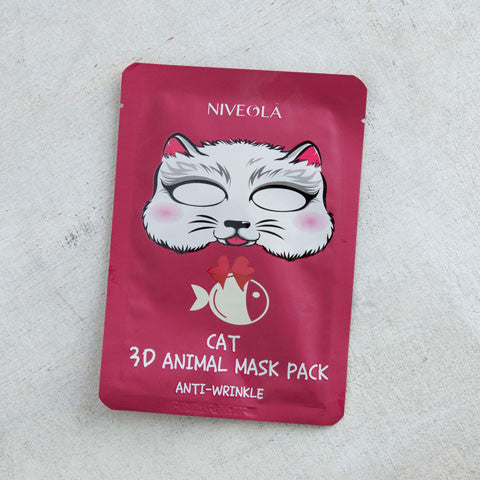 NIVEOLA
CAT
3D ANIMAL MASK PACK
ANTI-WRINKLE